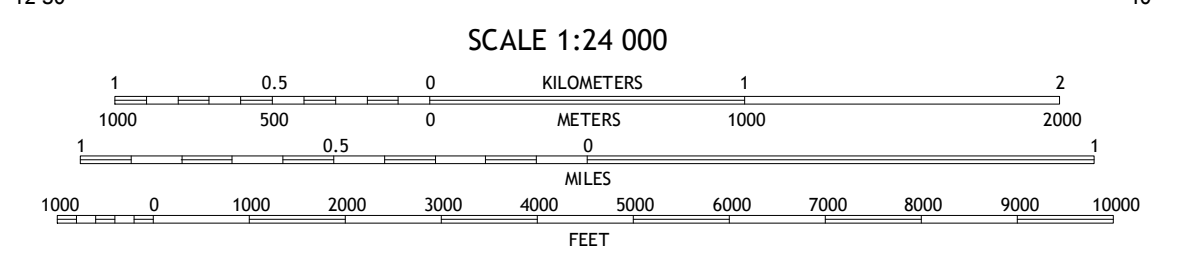 SCALE 1:24 000
1 0.5 0 KILOMETERS 1 2
1000 500 0 METERS 1000 2000
1 0.5 0 1
MILES
1000 0 1000 2000 3000 4000 5000 6000 7000 8000 9000 10000
FEET